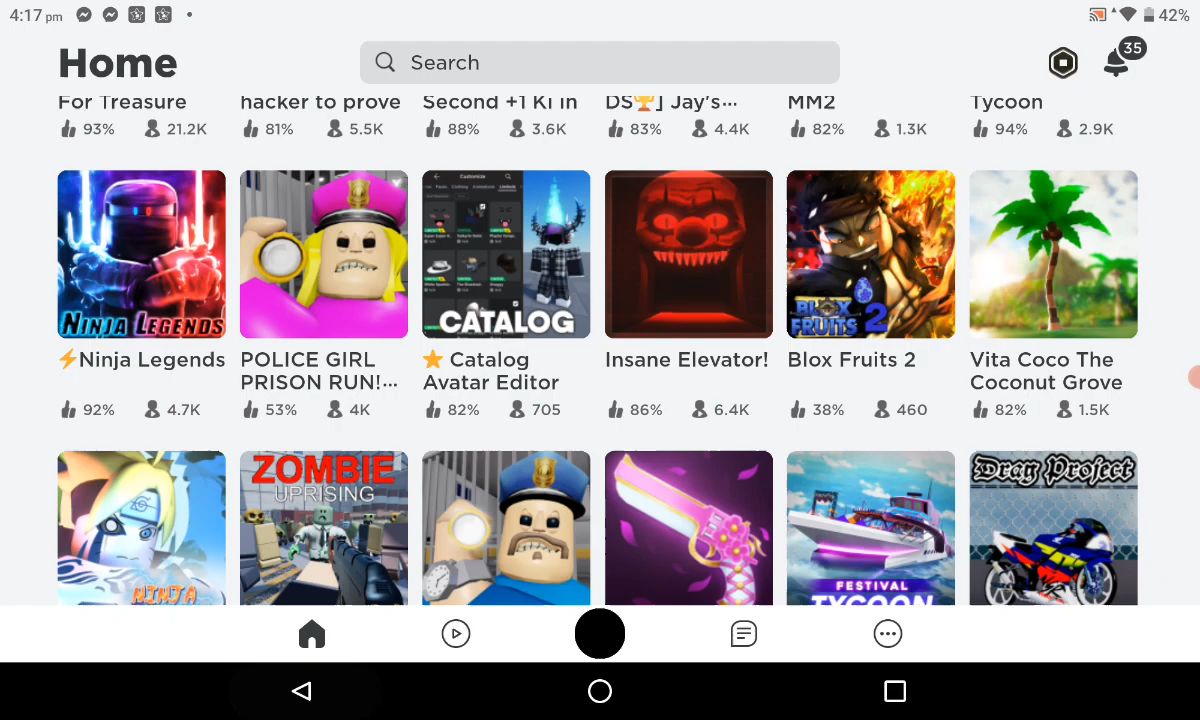 4:17 pm
42%
Home
Search
35
For Treasure
hacker to prove
Second +1 Ki in
DS🏆] Jay's...
MM2
Tycoon
93% 21.2K
81% 5.5K
88% 3.6K
83% 4.4K
82% 1.3K
94% 2.9K
NINJA LEGENDS
Customize
CATALOG
BLOX FRUITS 2
⚡Ninja Legends
POLICE GIRL
PRISON RUN!...
⭐ Catalog
Avatar Editor
Insane Elevator!
Blox Fruits 2
Vita Coco The
Coconut Grove
92% 4.7K
53% 4K
82% 705
86% 6.4K
38% 460
82% 1.5K
NINJA
ZOMBIE
UPRISING
FESTIVAL
TYCOON
Drag Project